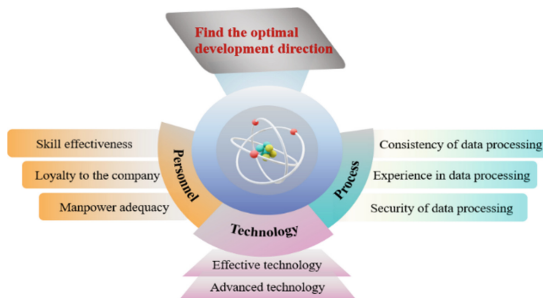 Find the optimal
development direction
Skill effectiveness
Loyalty to the company
Manpower adequacy
Personnel
Technology
Process
Consistency of data processing
Experience in data processing
Security of data processing
Effective technology
Advanced technology